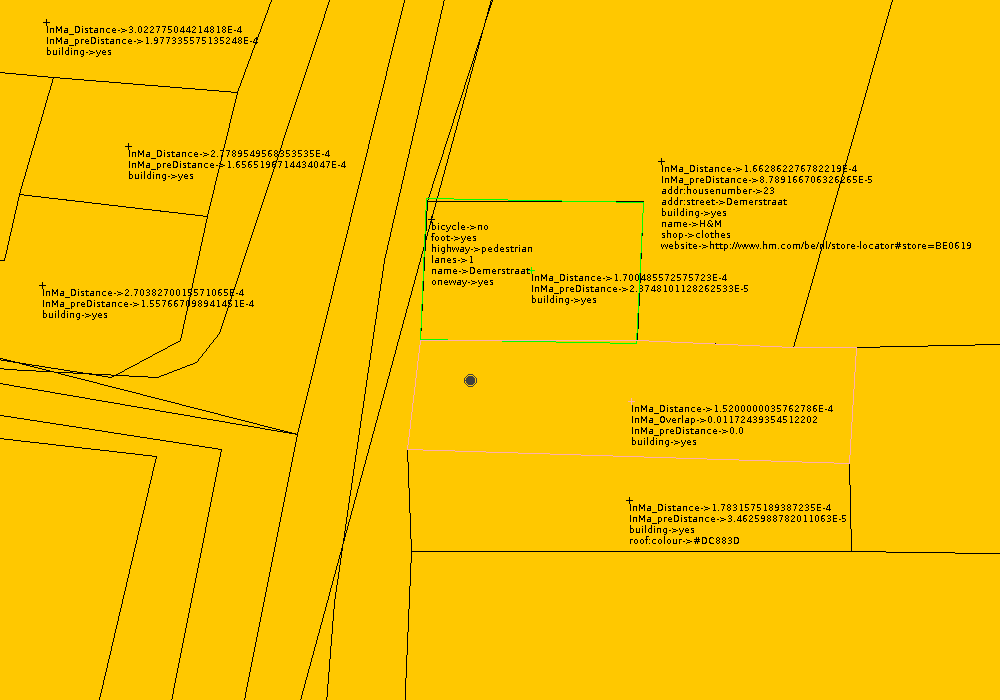 InMa_Distance->3.022775044214818E-4
InMa_preDistance->1.977335575135248E-4
building->yes
InMa_Distance->2.7789549568353535E-4
InMa_preDistance->1.6565196714434047E-4
building->yes
InMa_Distance->1.662862276782219E-4
InMa_preDistance->8.789166706326265E-5
addr:housenumber->23
addr:street->Demerstraat
building->yes
name->H&M
shop->clothes
website->http://www.hm.com/be/nl/store-locator#store=BE0619
bicycle->no
foot->yes
highway->pedestrian
lanes->1
name->Demerstraat
oneway->yes
InMa_Distance->1.700485572575723E-4
InMa_preDistance->2.3748101128262533E-5
building->yes
InMa_Distance->2.7038270015571065E-4
InMa_preDistance->1.557667098941451E-4
building->yes
InMa_Distance->1.5200000035762786E-4
InMa_Overlap->0.01172439354512202
InMa_preDistance->0.0
building->yes
InMa_Distance->1.7831575189387235E-4
InMa_preDistance->3.4625988782011063E-5
building->yes
roof:colour->#DC883D